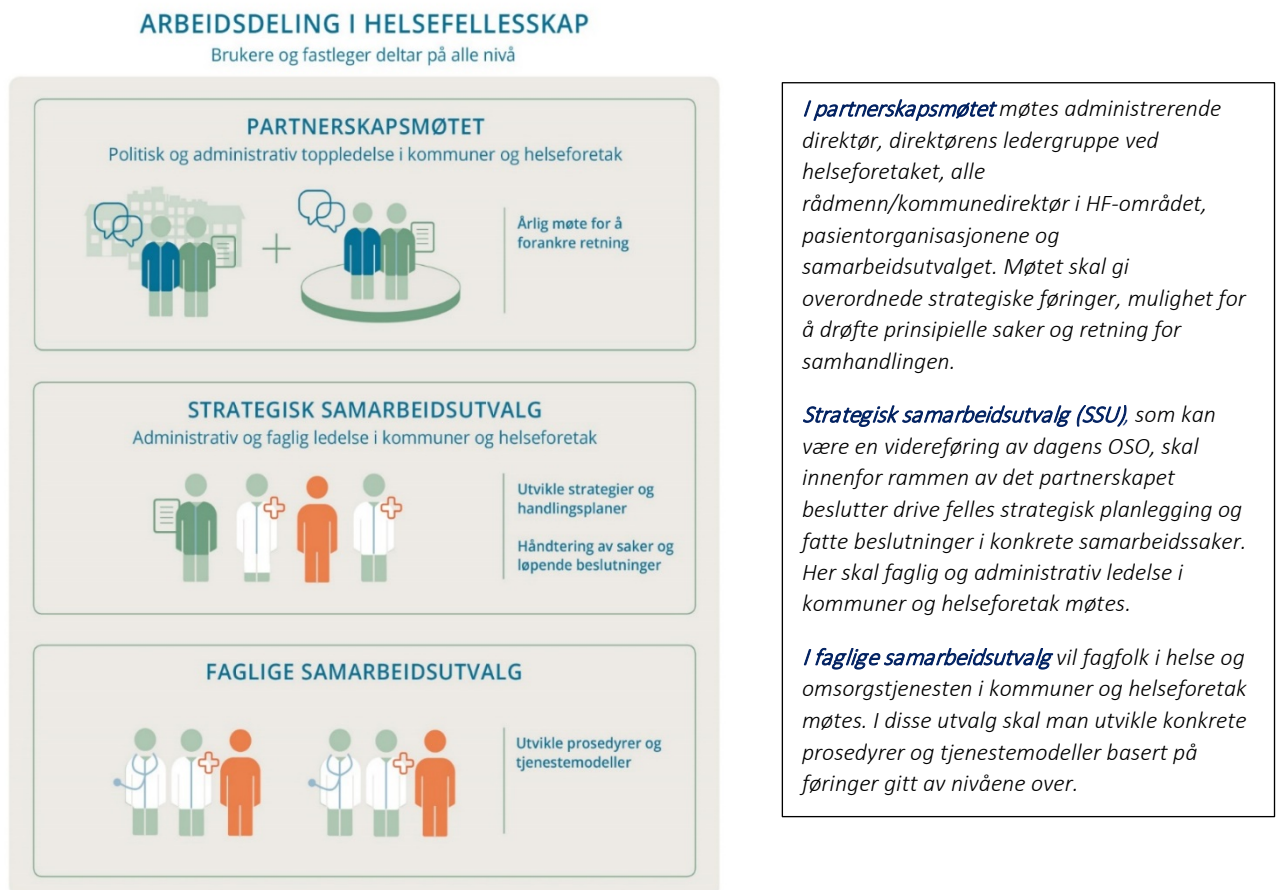 ARBEIDSDELING I HELSEFELLESSKAP
Brukere og fastleger deltar på alle nivå
PARTNERSKAPSMØTET
Politisk og administrativ toppledelse i kommuner og helseforetak
Årlig møte for å
forankre retning
STRATEGISK SAMARBEIDSUTVALG
Administrativ og faglig ledelse i kommuner og helseforetak
Utvikle strategier og
handlingsplaner
Håndtering av saker og
løpende beslutninger
FAGLIGE SAMARBEIDSUTVALG
Utvikle prosedyrer og
tjenestemodeller
I partnerskapsmøtet møtes administrerende
direktør, direktørens ledergruppe ved
helseforetaket, alle
rådmenn/kommunedirektør i HF-området,
pasientorganisasjonene og
samarbeidsutvalget. Møtet skal gi
overordnede strategiske føringer, mulighet for
å drøfte prinsipielle saker og retning for
samhandlingen.
Strategisk samarbeidsutvalg (SSU), som kan
være en videreføring av dagens OSO, skal
innenfor rammen av det partnerskapet
beslutter drive felles strategisk planlegging og
fatte beslutninger i konkrete samarbeidssaker.
Her skal faglig og administrativ ledelse i
kommuner og helseforetak møtes.
I faglige samarbeidsutvalg vil fagfolk i helse og
omsorgstjenesten i kommuner og helseforetak
møtes. I disse utvalg skal man utvikle konkrete
prosedyrer og tjenestemodeller basert på
føringer gitt av nivåene over.